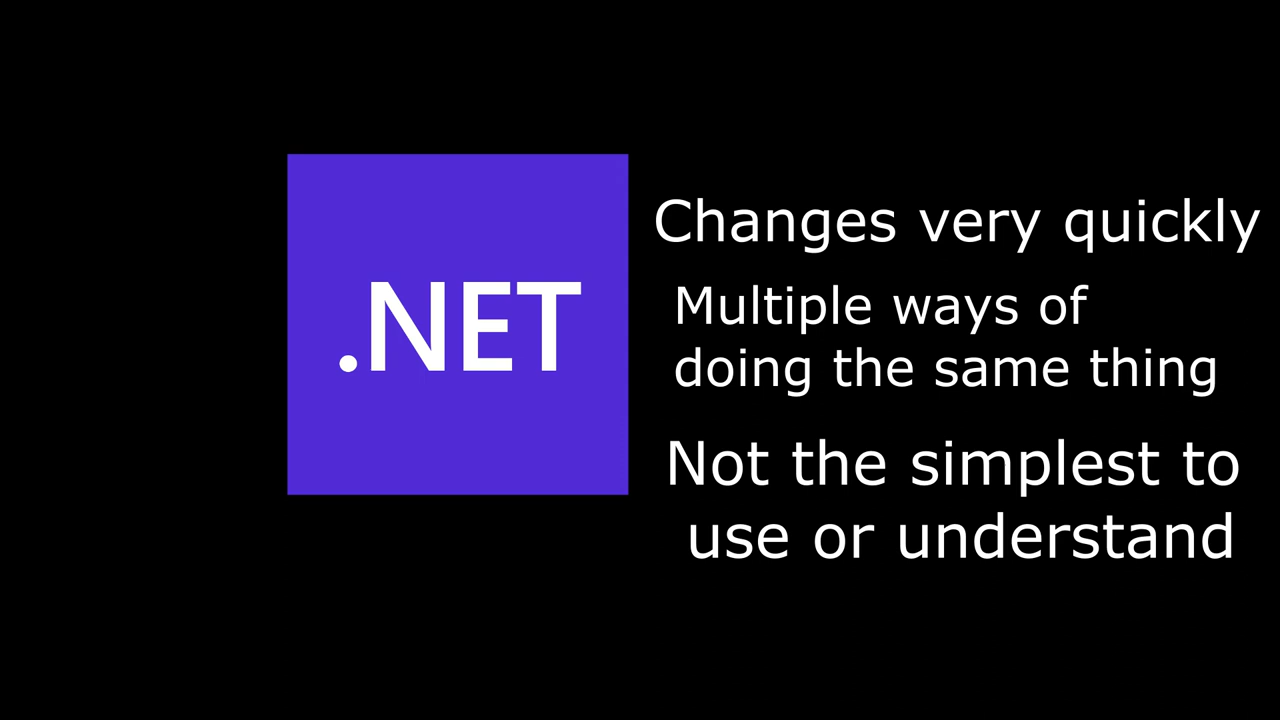 .NET
Changes very quickly
Multiple ways of
doing the same thing
Not the simplest to
use or understand